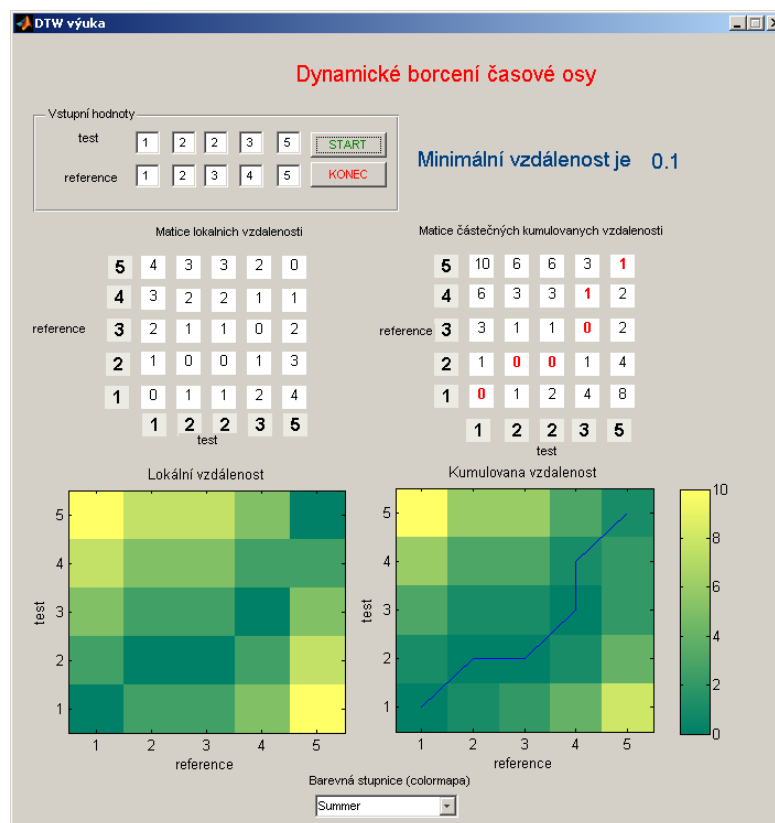 DTW výuka
Dynamické borcení časové osy
Vstupní hodnoty
test 1 2 2 3 5 START
reference 1 2 3 4 5 KONEC
Minimální vzdálenost je 0.1
Matice lokalnich vzdalenosti
5 4 3 3 2 0
4 3 2 2 1 1
reference 3 2 1 1 0 2
2 1 0 0 1 3
1 0 1 1 2 4
1 2 2 3 5
test
Matice částečných kumulovanych vzdaleností
5 10 6 6 3 1
4 6 3 3 1 2
reference 3 3 1 1 0 2
2 1 0 0 1 4
1 0 1 2 4 8
1 2 2 3 5
test
Lokální vzdálenost
5
4
test 3
2
1
1 2 3 4 5
reference
Kumulovana vzdalenost
5
4
test 3
2
1
1 2 3 4 5
reference
10
8
6
4
2
0
Barevná stupnice (colormapa)
Summer